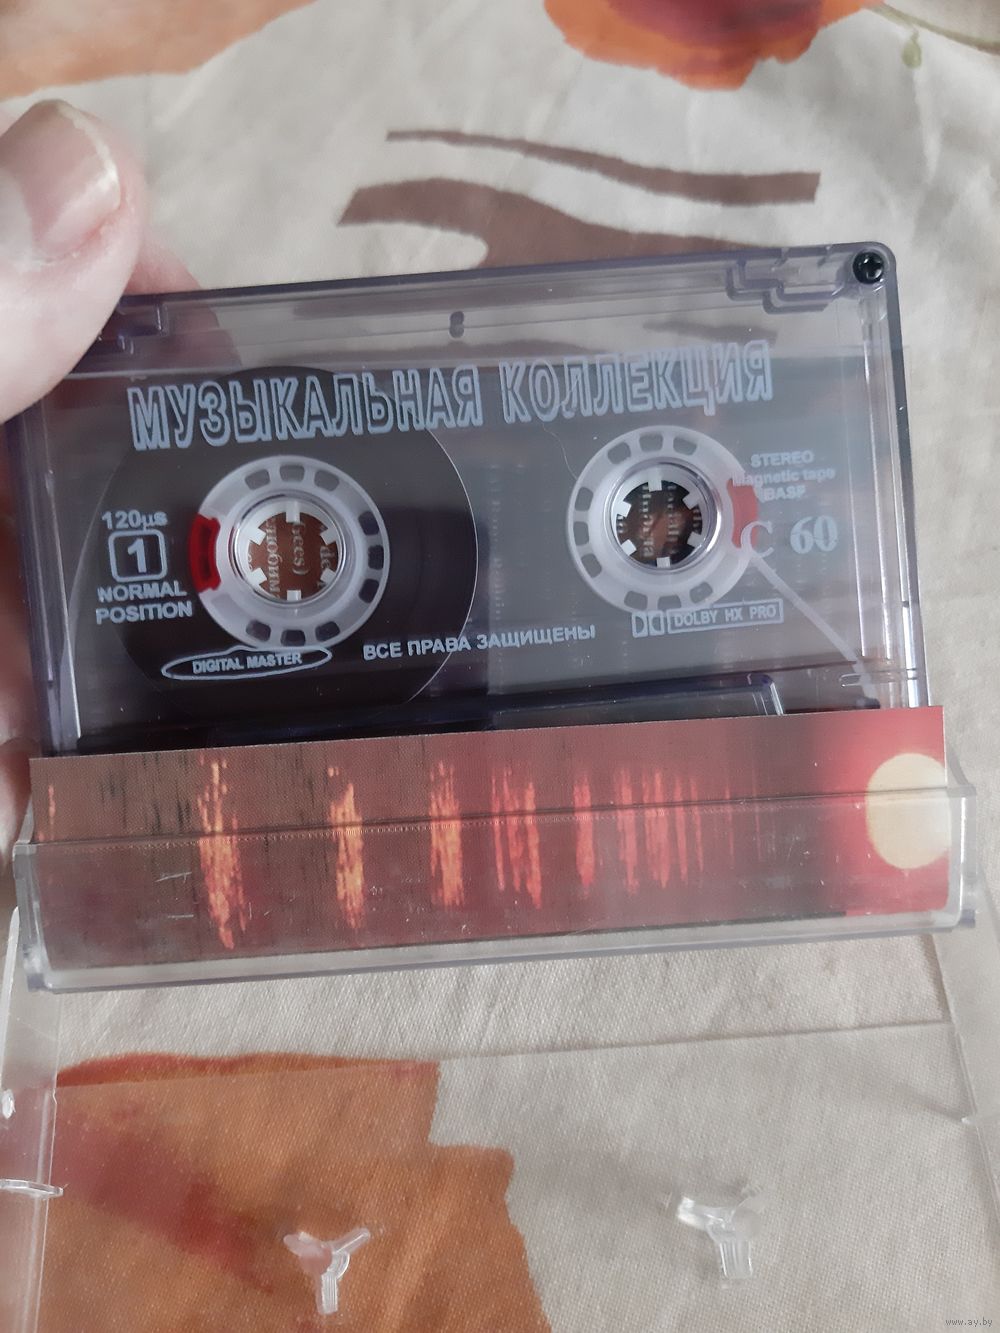 МУЗЫКАЛЬНАЯ КОЛЛЕКЦИЯ
STEREO
Magnetic tape
BASF
C 60
120µs
1
NORMAL
POSITION
DIGITAL MASTER
ВСЕ ПРАВА ЗАЩИЩЕНЫ
DOLBY HX PRO
в
www.ay.by